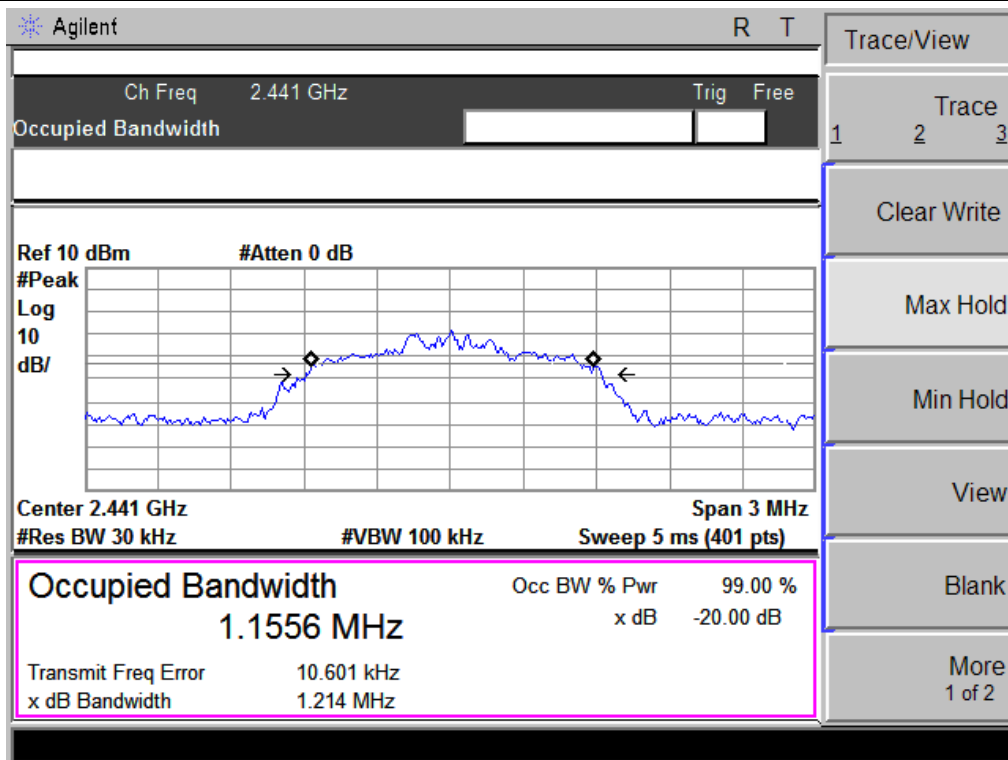 Agilent R T
Ch Freq 2.441 GHz Trig Free
Occupied Bandwidth
Ref 10 dBm #Atten 0 dB
#Peak
Log
10
dB/
Center 2.441 GHz Span 3 MHz
#Res BW 30 kHz #VBW 100 kHz Sweep 5 ms (401 pts)
Occupied Bandwidth Occ BW % Pwr 99.00 %
1.1556 MHz x dB -20.00 dB
Transmit Freq Error 10.601 kHz
x dB Bandwidth 1.214 MHz
Trace/View
Trace
1 2 3
Clear Write
Max Hold
Min Hold
View
Blank
More
1 of 2